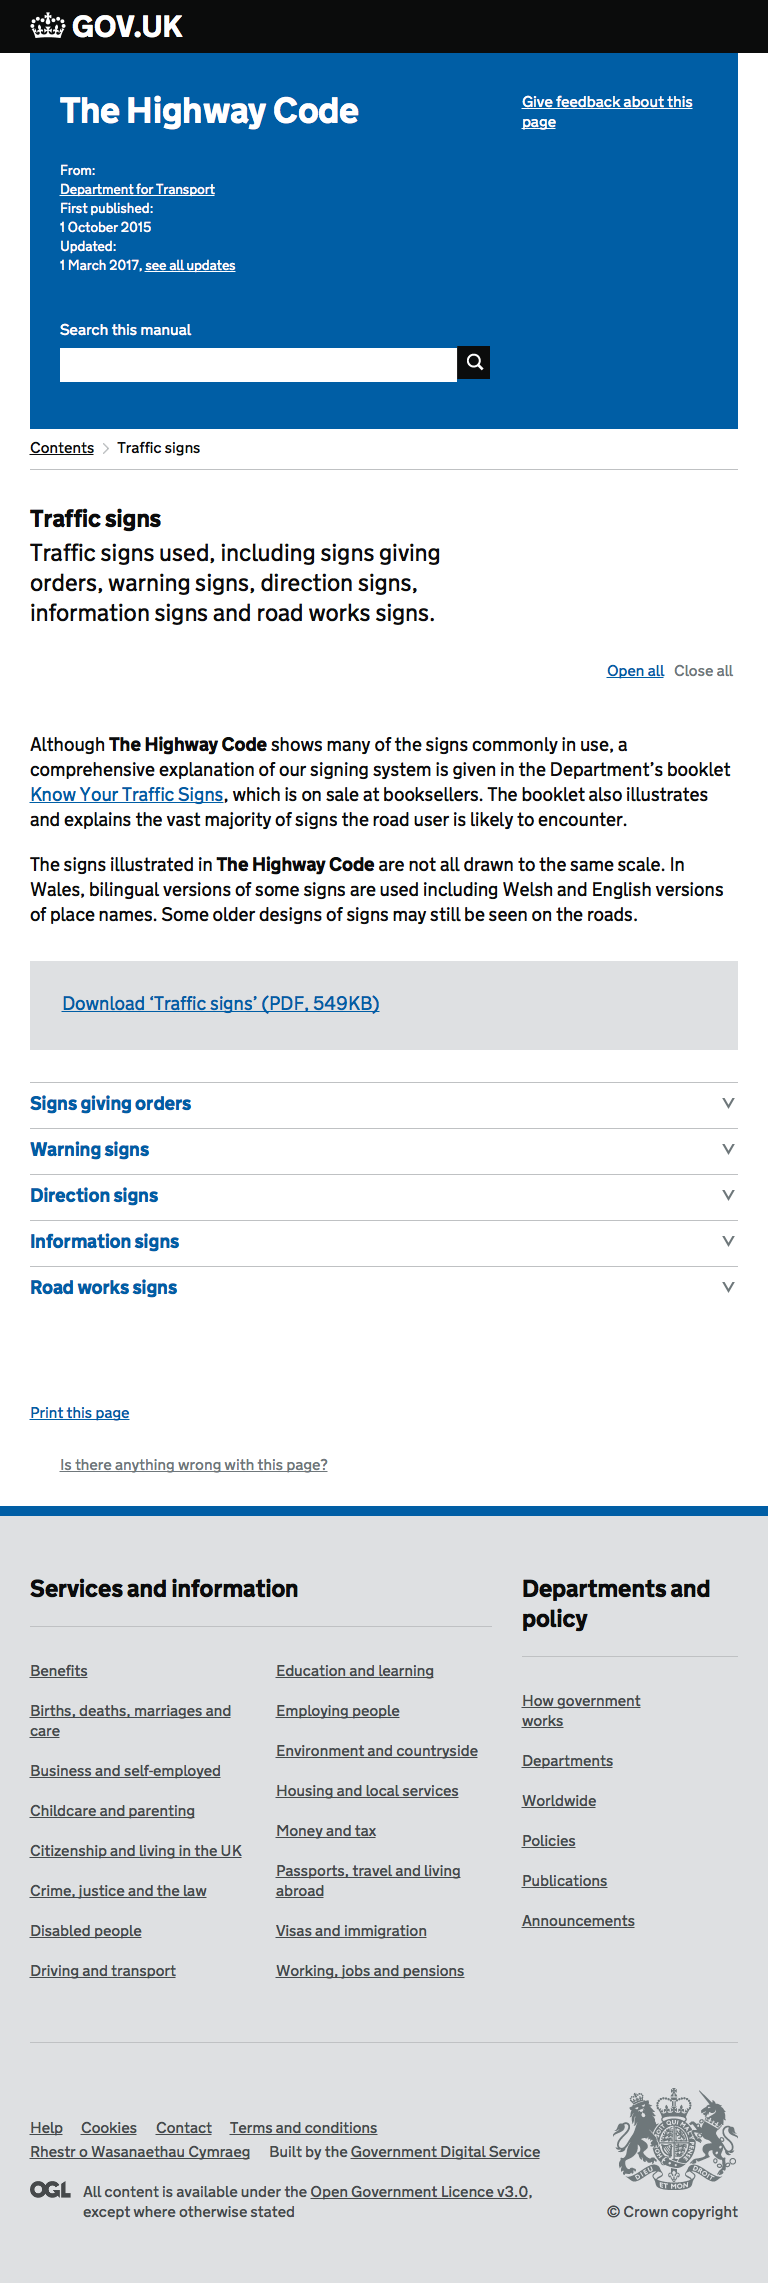 GOV.UK
The Highway Code
Give feedback about this
page
From:
Department for Transport
First published:
1 October 2015
Updated:
1 March 2017, see all updates
Search this manual
Contents
Traffic signs
Traffic signs
Traffic signs used, including signs giving
orders, warning signs, direction signs,
information signs and road works signs.
Open all Close all
Although The Highway Code shows many of the signs commonly in use, a
comprehensive explanation of our signing system is given in the Department’s booklet
Know Your Traffic Signs, which is on sale at booksellers. The booklet also illustrates
and explains the vast majority of signs the road user is likely to encounter.
The signs illustrated in The Highway Code are not all drawn to the same scale. In
Wales, bilingual versions of some signs are used including Welsh and English versions
of place names. Some older designs of signs may still be seen on the roads.
Download ‘Traffic signs’ (PDF, 549KB)
Signs giving orders
Warning signs
Direction signs
Information signs
Road works signs
Print this page
Is there anything wrong with this page?
Services and information
Benefits
Births, deaths, marriages and
care
Business and self-employed
Childcare and parenting
Citizenship and living in the UK
Crime, justice and the law
Disabled people
Driving and transport
Education and learning
Employing people
Environment and countryside
Housing and local services
Money and tax
Passports, travel and living
abroad
Visas and immigration
Working, jobs and pensions
Departments and
policy
How government
works
Departments
Worldwide
Policies
Publications
Announcements
Help Cookies Contact Terms and conditions
Rhestr o Wasanaethau Cymraeg Built by the Government Digital Service
OGL
All content is available under the Open Government Licence v3.0,
except where otherwise stated
DIEU ET MON DROIT
© Crown copyright